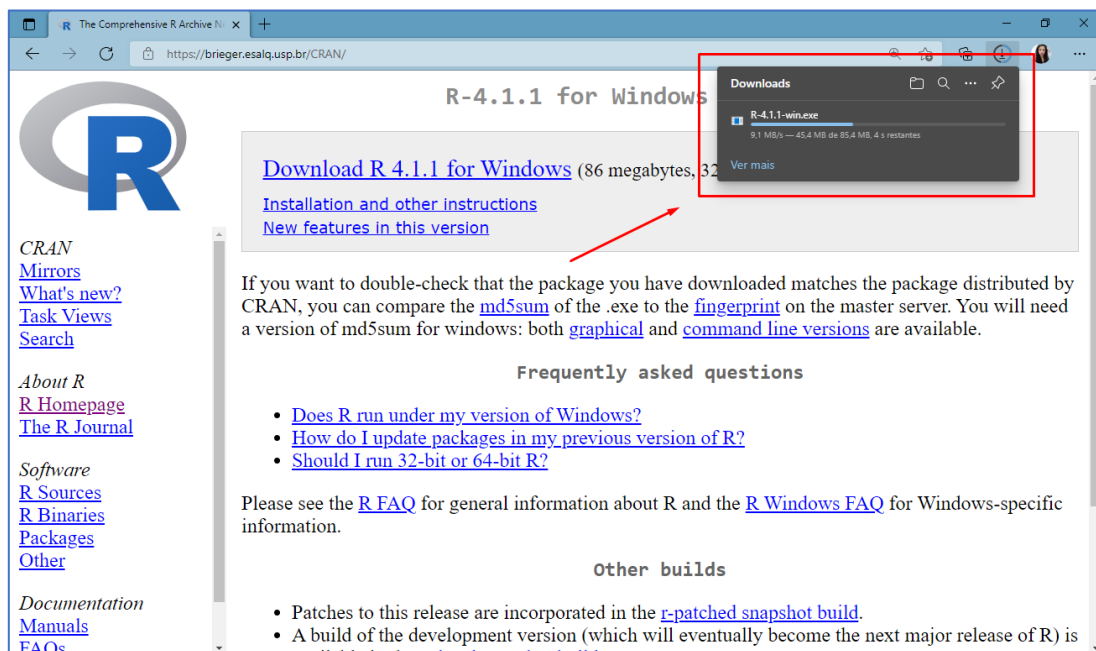 The Comprehensive R Archive N
https://brieger.esalq.usp.br/CRAN/
Downloads
R-4.1.1-win.exe
9,1 MB/s — 45,4 MB de 85,4 MB, 4 s restantes
Ver mais
R
R
CRAN
Mirrors
What's new?
Task Views
Search
About R
R Homepage
The R Journal
Software
R Sources
R Binaries
Packages
Other
Documentation
Manuals
FAQs
R-4.1.1 for Windows
Download R 4.1.1 for Windows (86 megabytes, 32
Installation and other instructions
New features in this version
If you want to double-check that the package you have downloaded matches the package distributed by
CRAN, you can compare the md5sum of the .exe to the fingerprint on the master server. You will need
a version of md5sum for windows: both graphical and command line versions are available.
Frequently asked questions
• Does R run under my version of Windows?
• How do I update packages in my previous version of R?
• Should I run 32-bit or 64-bit R?
Please see the R FAQ for general information about R and the R Windows FAQ for Windows-specific
information.
Other builds
• Patches to this release are incorporated in the r-patched snapshot build.
• A build of the development version (which will eventually become the next major release of R) is